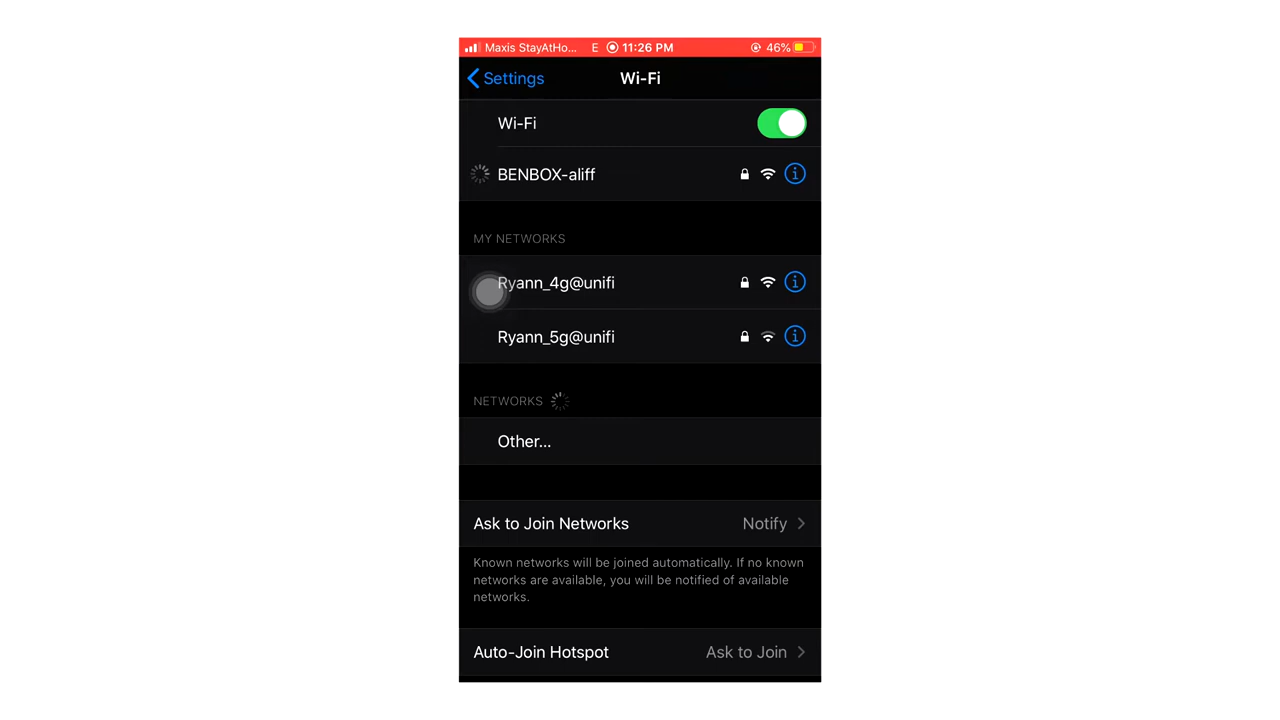 Maxis StayAtHo... E 11:26 PM 46%
Settings Wi-Fi
Wi-Fi
BENBOX-aliff
MY NETWORKS
Ryann_4g@unifi
Ryann_5g@unifi
NETWORKS
Other...
Ask to Join Networks Notify
Known networks will be joined automatically. If no known
networks are available, you will be notified of available
networks.
Auto-Join Hotspot Ask to Join